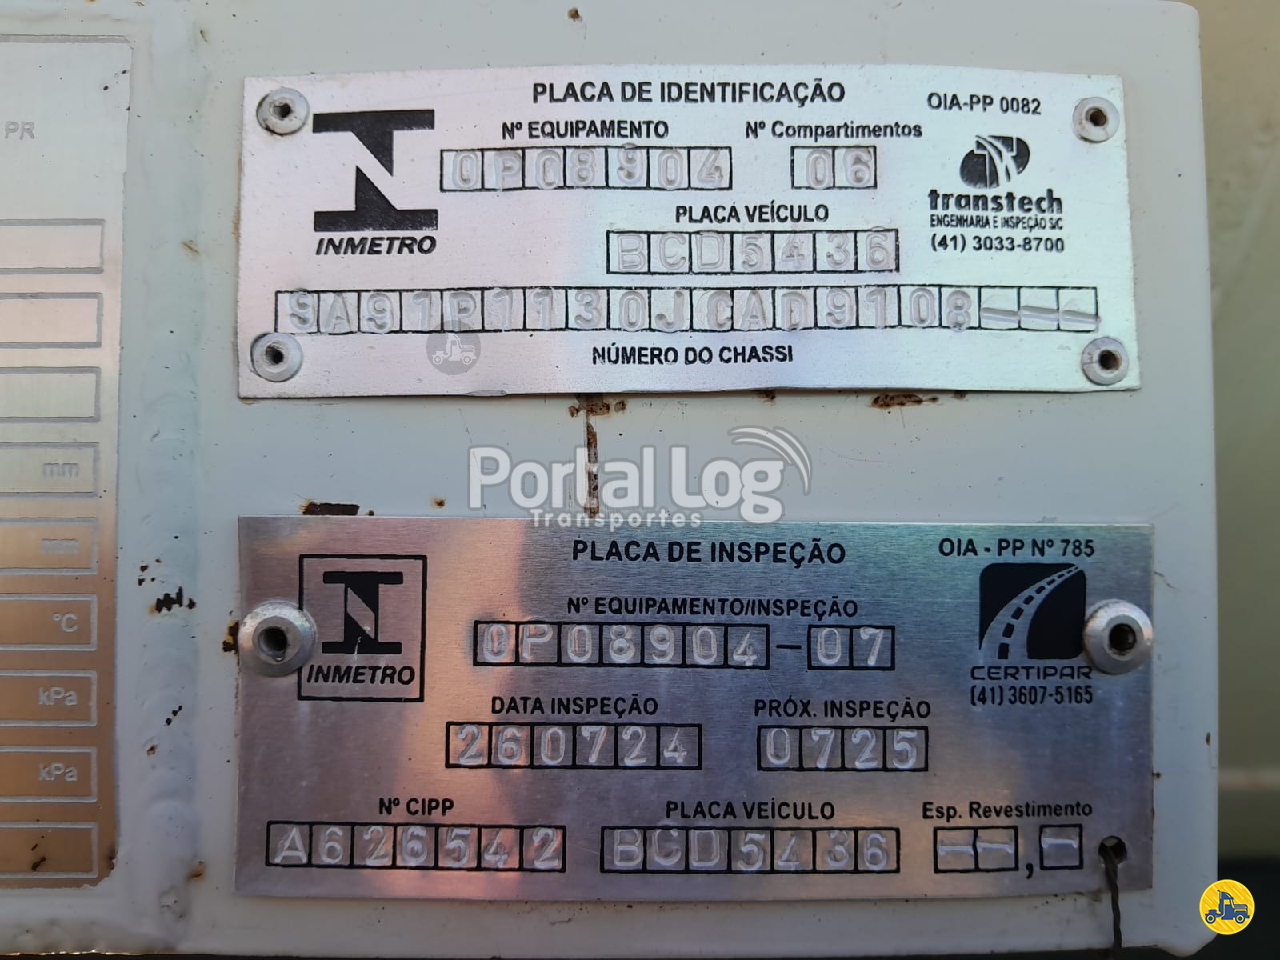 PR
mm
mm
°C
kPa
kPa
PLACA DE IDENTIFICAÇÃO
OIA-PP 0082
Nº EQUIPAMENTO
Nº Compartimentos
0P08904
06
INMETRO
PLACA VEÍCULO
BCD5436
transtech
ENGENHARIA E INSPEÇÃO SC
(41) 3033-8700
9A91P1130JCAD9108---
NÚMERO DO CHASSI
Portal Log
Transportes
PLACA DE INSPEÇÃO
OIA - PP Nº 785
Nº EQUIPAMENTO/INSPEÇÃO
0P08904-07
INMETRO
CERTIPAR
(41) 3607-5165
DATA INSPEÇÃO
PRÓX. INSPEÇÃO
260724
0725
Nº CIPP
PLACA VEÍCULO
Esp. Revestimento
A626542
BCD5436
--,-